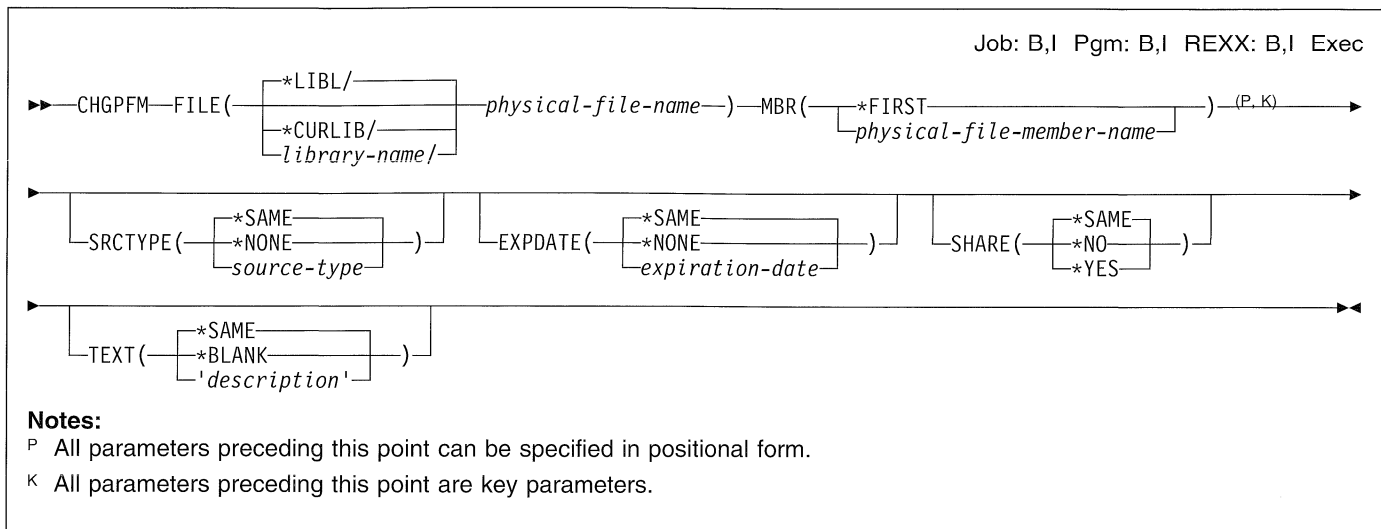 Job: B,I Pgm: B,I REXX: B,I Exec
*LIBL/
CHGPFM FILE( physical-file-name ) MBR( *FIRST ) (P, K)
*CURLIB/ physical-file-member-name
library-name/
*SAME *SAME *SAME
SRCTYPE( *NONE ) EXPDATE( *NONE ) SHARE( *NO )
source-type expiration-date *YES
*SAME
TEXT( *BLANK )
'description'
Notes:
P All parameters preceding this point can be specified in positional form.
K All parameters preceding this point are key parameters.